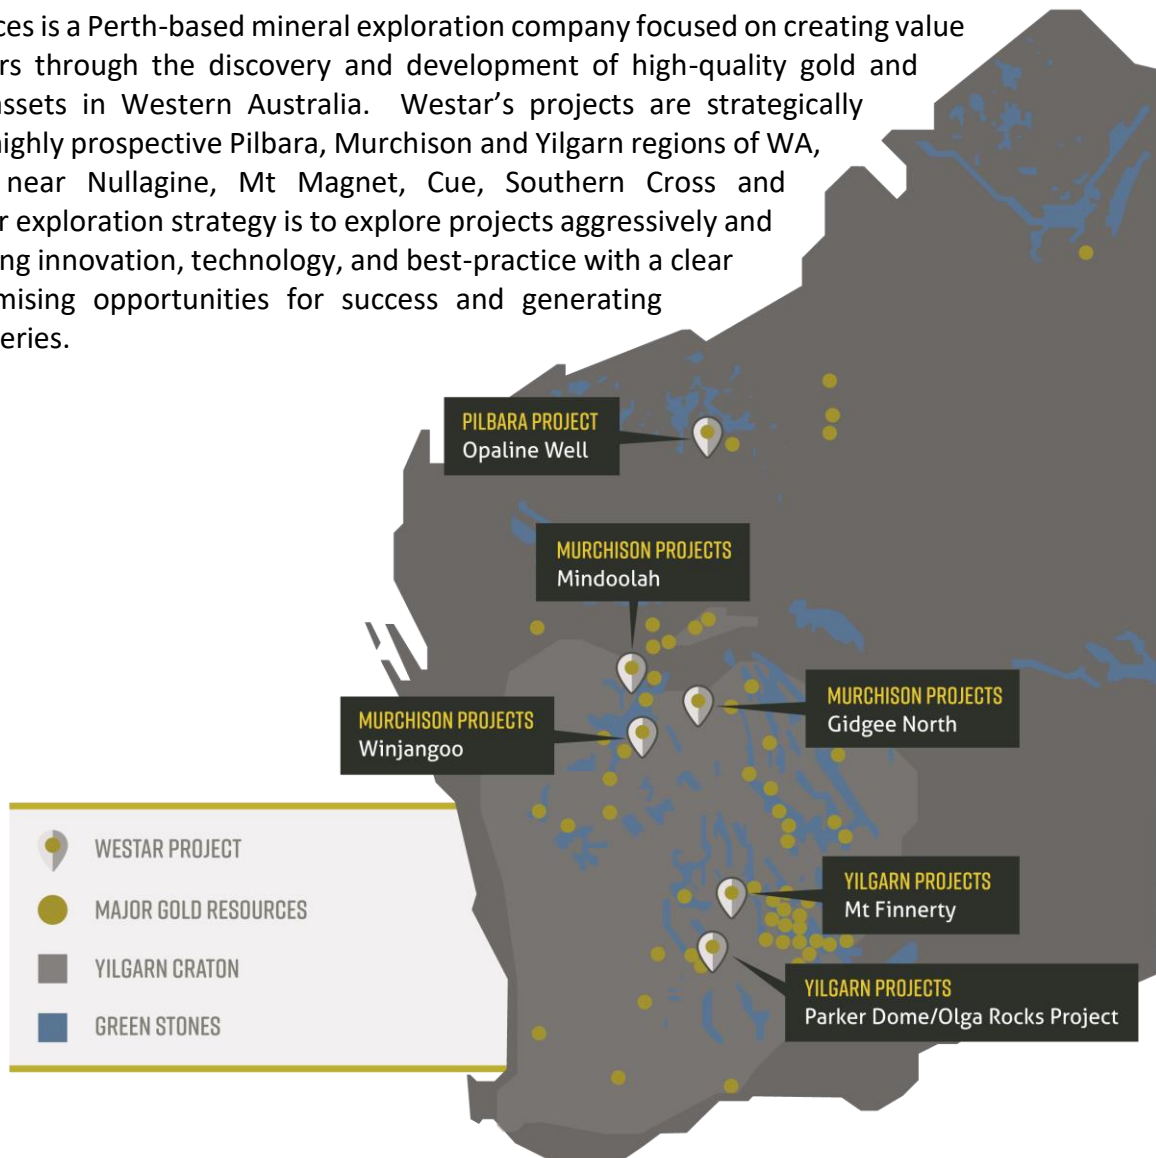 ces is a Perth-based mineral exploration company focused on creating value
rs through the discovery and development of high-quality gold and
assets in Western Australia. Westar's projects are strategically
highly prospective Pilbara, Murchison and Yilgarn regions of WA,
near Nullagine, Mt Magnet, Cue, Southern Cross and
r exploration strategy is to explore projects aggressively and
ng innovation, technology, and best-practice with a clear
mising opportunities for success and generating
eries.
PILBARA PROJECT
Opaline Well
MURCHISON PROJECTS
Mindoolah
MURCHISON PROJECTS
Gidgee North
MURCHISON PROJECTS
Winjangoo
WESTAR PROJECT
MAJOR GOLD RESOURCES
YILGARN CRATON
GREEN STONES
YILGARN PROJECTS
Mt Finnerty
YILGARN PROJECTS
Parker Dome/Olga Rocks Project